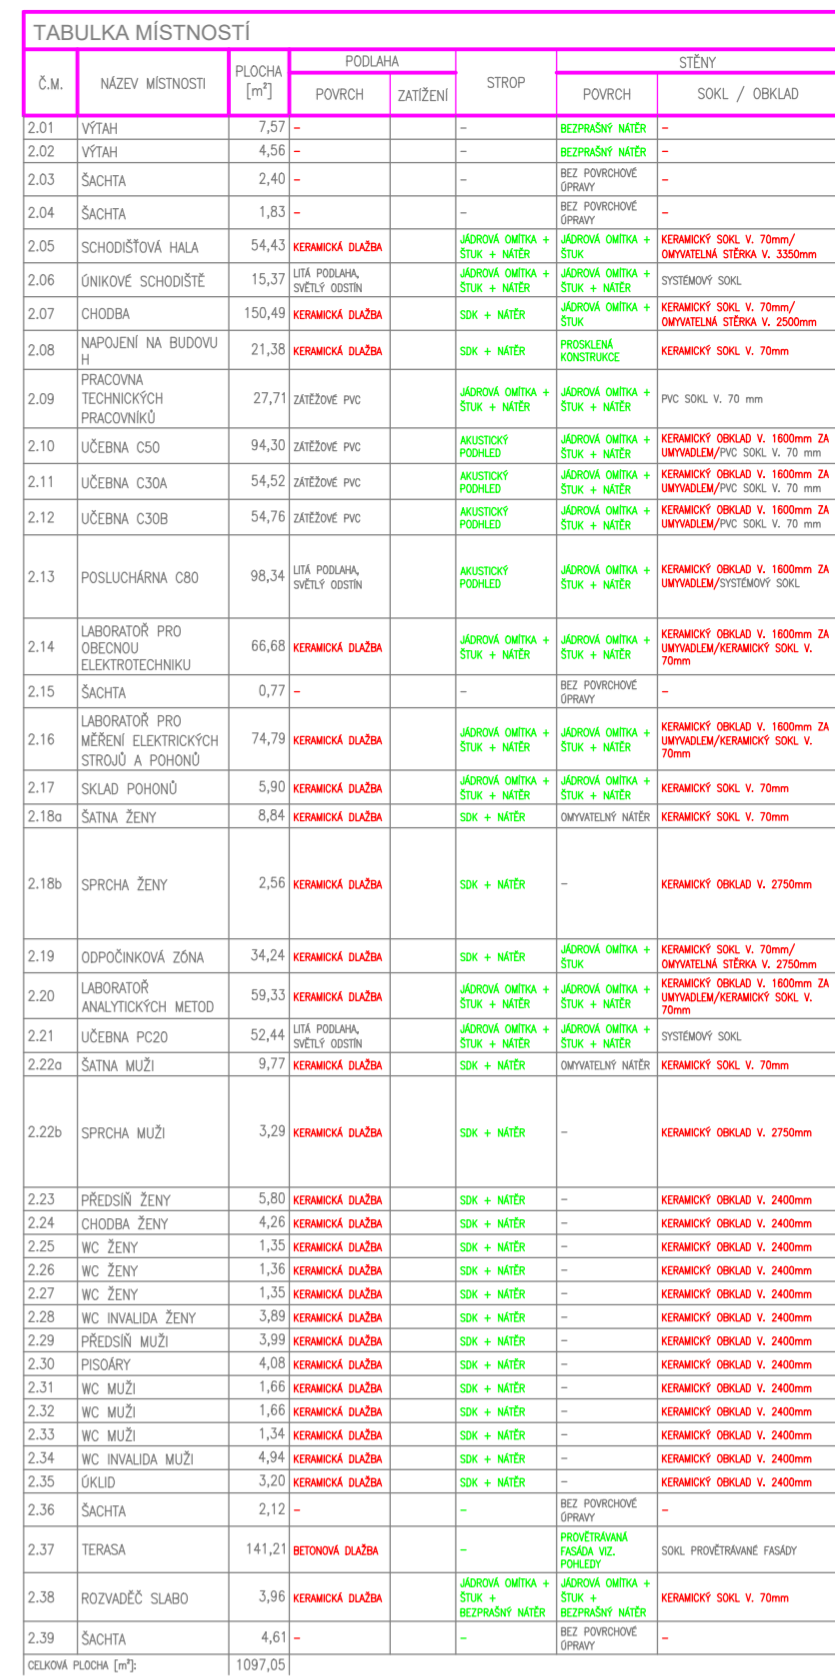 TABULKA MÍSTNOSTÍ
Č.M. NÁZEV MÍSTNOSTI PLOCHA [m²] PODLAHA STROP STĚNY
POVRCH ZATÍŽENÍ POVRCH SOKL / OBKLAD
2.01 VÝTAH 7,57 – – BEZPRAŠNÝ NÁTĚR –
2.02 VÝTAH 4,56 – – BEZPRAŠNÝ NÁTĚR –
2.03 ŠACHTA 2,40 – – BEZ POVRCHOVÉ ÚPRAVY –
2.04 ŠACHTA 1,83 – – BEZ POVRCHOVÉ ÚPRAVY –
2.05 SCHODIŠŤOVÁ HALA 54,43 KERAMICKÁ DLAŽBA JÁDROVÁ OMÍTKA + ŠTUK + NÁTĚR JÁDROVÁ OMÍTKA + ŠTUK KERAMICKÝ SOKL V. 70mm/ OMYVATELNÁ STĚRKA V. 3350mm
2.06 ÚNIKOVÉ SCHODIŠTĚ 15,37 LITÁ PODLAHA, SVĚTLÝ ODSTÍN JÁDROVÁ OMÍTKA + ŠTUK + NÁTĚR JÁDROVÁ OMÍTKA + ŠTUK + NÁTĚR SYSTÉMOVÝ SOKL
2.07 CHODBA 150,49 KERAMICKÁ DLAŽBA SDK + NÁTĚR JÁDROVÁ OMÍTKA + ŠTUK KERAMICKÝ SOKL V. 70mm/ OMYVATELNÁ STĚRKA V. 2500mm
2.08 NAPOJENÍ NA BUDOVU H 21,38 KERAMICKÁ DLAŽBA SDK + NÁTĚR PROSKLENÁ KONSTRUKCE KERAMICKÝ SOKL V. 70mm
2.09 PRACOVNA TECHNICKÝCH PRACOVNÍKŮ 27,71 ZÁTĚŽOVÉ PVC JÁDROVÁ OMÍTKA + ŠTUK + NÁTĚR JÁDROVÁ OMÍTKA + ŠTUK + NÁTĚR PVC SOKL V. 70 mm
2.10 UČEBNA C50 94,30 ZÁTĚŽOVÉ PVC AKUSTICKÝ PODHLED JÁDROVÁ OMÍTKA + ŠTUK + NÁTĚR KERAMICKÝ OBKLAD V. 1600mm ZA UMYVADLEM/PVC SOKL V. 70 mm
2.11 UČEBNA C30A 54,52 ZÁTĚŽOVÉ PVC AKUSTICKÝ PODHLED JÁDROVÁ OMÍTKA + ŠTUK + NÁTĚR KERAMICKÝ OBKLAD V. 1600mm ZA UMYVADLEM/PVC SOKL V. 70 mm
2.12 UČEBNA C30B 54,76 ZÁTĚŽOVÉ PVC AKUSTICKÝ PODHLED JÁDROVÁ OMÍTKA + ŠTUK + NÁTĚR KERAMICKÝ OBKLAD V. 1600mm ZA UMYVADLEM/PVC SOKL V. 70 mm
2.13 POSLUCHÁRNA C80 98,34 LITÁ PODLAHA, SVĚTLÝ ODSTÍN AKUSTICKÝ PODHLED JÁDROVÁ OMÍTKA + ŠTUK + NÁTĚR KERAMICKÝ OBKLAD V. 1600mm ZA UMYVADLEM/SYSTÉMOVÝ SOKL
2.14 LABORATOŘ PRO OBECNOU ELEKTROTECHNIKU 66,68 KERAMICKÁ DLAŽBA JÁDROVÁ OMÍTKA + ŠTUK + NÁTĚR JÁDROVÁ OMÍTKA + ŠTUK + NÁTĚR KERAMICKÝ OBKLAD V. 1600mm ZA UMYVADLEM/KERAMICKÝ SOKL V. 70mm
2.15 ŠACHTA 0,77 – – BEZ POVRCHOVÉ ÚPRAVY –
2.16 LABORATOŘ PRO MĚŘENÍ ELEKTRICKÝCH STROJŮ A POHONŮ 74,79 KERAMICKÁ DLAŽBA JÁDROVÁ OMÍTKA + ŠTUK + NÁTĚR JÁDROVÁ OMÍTKA + ŠTUK + NÁTĚR KERAMICKÝ OBKLAD V. 1600mm ZA UMYVADLEM/KERAMICKÝ SOKL V. 70mm
2.17 SKLAD POHONŮ 5,90 KERAMICKÁ DLAŽBA JÁDROVÁ OMÍTKA + ŠTUK + NÁTĚR JÁDROVÁ OMÍTKA + ŠTUK + NÁTĚR KERAMICKÝ SOKL V. 70mm
2.18a ŠATNA ŽENY 8,84 KERAMICKÁ DLAŽBA SDK + NÁTĚR OMYVATELNÝ NÁTĚR KERAMICKÝ SOKL V. 70mm
2.18b SPRCHA ŽENY 2,56 KERAMICKÁ DLAŽBA SDK + NÁTĚR – KERAMICKÝ OBKLAD V. 2750mm
2.19 ODPOČINKOVÁ ZÓNA 34,24 KERAMICKÁ DLAŽBA SDK + NÁTĚR JÁDROVÁ OMÍTKA + ŠTUK KERAMICKÝ SOKL V. 70mm/ OMYVATELNÁ STĚRKA V. 2750mm
2.20 LABORATOŘ ANALYTICKÝCH METOD 59,33 KERAMICKÁ DLAŽBA JÁDROVÁ OMÍTKA + ŠTUK + NÁTĚR JÁDROVÁ OMÍTKA + ŠTUK + NÁTĚR KERAMICKÝ OBKLAD V. 1600mm ZA UMYVADLEM/KERAMICKÝ SOKL V. 70mm
2.21 UČEBNA PC20 52,44 LITÁ PODLAHA, SVĚTLÝ ODSTÍN JÁDROVÁ OMÍTKA + ŠTUK + NÁTĚR JÁDROVÁ OMÍTKA + ŠTUK + NÁTĚR SYSTÉMOVÝ SOKL
2.22a ŠATNA MUŽI 9,77 KERAMICKÁ DLAŽBA SDK + NÁTĚR OMYVATELNÝ NÁTĚR KERAMICKÝ SOKL V. 70mm
2.22b SPRCHA MUŽI 3,29 KERAMICKÁ DLAŽBA SDK + NÁTĚR – KERAMICKÝ OBKLAD V. 2750mm
2.23 PŘEDSÍŇ ŽENY 5,80 KERAMICKÁ DLAŽBA SDK + NÁTĚR – KERAMICKÝ OBKLAD V. 2400mm
2.24 CHODBA ŽENY 4,26 KERAMICKÁ DLAŽBA SDK + NÁTĚR – KERAMICKÝ OBKLAD V. 2400mm
2.25 WC ŽENY 1,35 KERAMICKÁ DLAŽBA SDK + NÁTĚR – KERAMICKÝ OBKLAD V. 2400mm
2.26 WC ŽENY 1,36 KERAMICKÁ DLAŽBA SDK + NÁTĚR – KERAMICKÝ OBKLAD V. 2400mm
2.27 WC ŽENY 1,35 KERAMICKÁ DLAŽBA SDK + NÁTĚR – KERAMICKÝ OBKLAD V. 2400mm
2.28 WC INVALIDA ŽENY 3,89 KERAMICKÁ DLAŽBA SDK + NÁTĚR – KERAMICKÝ OBKLAD V. 2400mm
2.29 PŘEDSÍŇ MUŽI 3,99 KERAMICKÁ DLAŽBA SDK + NÁTĚR – KERAMICKÝ OBKLAD V. 2400mm
2.30 PISOÁRY 4,08 KERAMICKÁ DLAŽBA SDK + NÁTĚR – KERAMICKÝ OBKLAD V. 2400mm
2.31 WC MUŽI 1,66 KERAMICKÁ DLAŽBA SDK + NÁTĚR – KERAMICKÝ OBKLAD V. 2400mm
2.32 WC MUŽI 1,66 KERAMICKÁ DLAŽBA SDK + NÁTĚR – KERAMICKÝ OBKLAD V. 2400mm
2.33 WC MUŽI 1,34 KERAMICKÁ DLAŽBA SDK + NÁTĚR – KERAMICKÝ OBKLAD V. 2400mm
2.34 WC INVALIDA MUŽI 4,94 KERAMICKÁ DLAŽBA SDK + NÁTĚR – KERAMICKÝ OBKLAD V. 2400mm
2.35 ÚKLID 3,20 KERAMICKÁ DLAŽBA SDK + NÁTĚR – KERAMICKÝ OBKLAD V. 2400mm
2.36 ŠACHTA 2,12 – – BEZ POVRCHOVÉ ÚPRAVY –
2.37 TERASA 141,21 BETONOVÁ DLAŽBA – PROVĚTRÁVANÁ FASÁDA VIZ. POHLEDY SOKL PROVĚTRÁVANÉ FASÁDY
2.38 ROZVADĚČ SLABO 3,96 KERAMICKÁ DLAŽBA JÁDROVÁ OMÍTKA + ŠTUK + BEZPRAŠNÝ NÁTĚR JÁDROVÁ OMÍTKA + ŠTUK + BEZPRAŠNÝ NÁTĚR KERAMICKÝ SOKL V. 70mm
2.39 ŠACHTA 4,61 – – BEZ POVRCHOVÉ ÚPRAVY –
CELKOVÁ PLOCHA [m²]: 1097,05